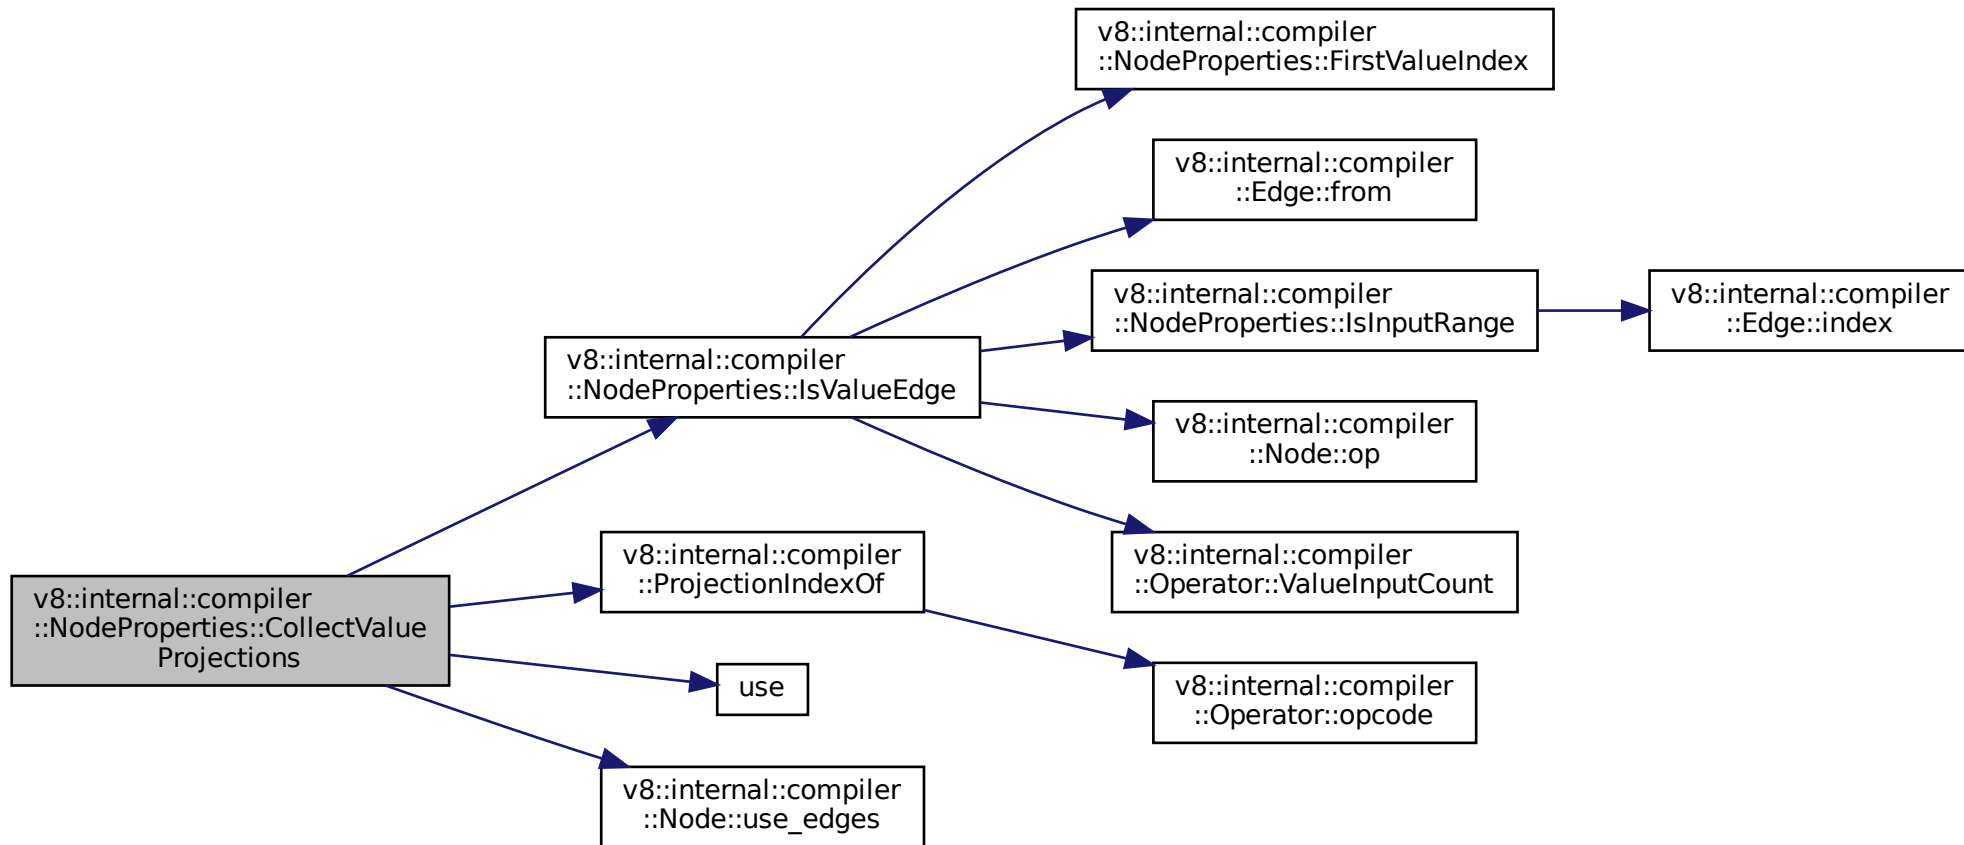 v8::internal::compiler
::NodeProperties::FirstValueIndex
v8::internal::compiler
::Edge::from
v8::internal::compiler
::NodeProperties::IsInputRange
v8::internal::compiler
::Edge::index
v8::internal::compiler
::NodeProperties::IsValueEdge
v8::internal::compiler
::Node::op
v8::internal::compiler
::Operator::ValueInputCount
v8::internal::compiler
::ProjectionIndexOf
v8::internal::compiler
::NodeProperties::CollectValue
Projections
use
v8::internal::compiler
::Operator::opcode
v8::internal::compiler
::Node::use_edges